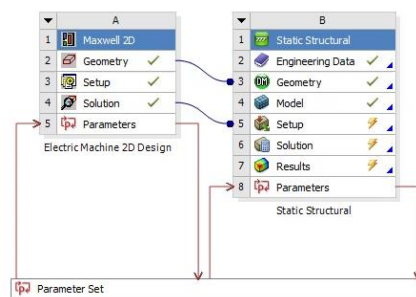 A
1 Maxwell 2D
2 Geometry
3 Setup
4 Solution
5 Parameters
Electric Machine 2D Design
B
1 Static Structural
2 Engineering Data
3 Geometry
4 Model
5 Setup
6 Solution
7 Results
8 Parameters
Static Structural
Parameter Set